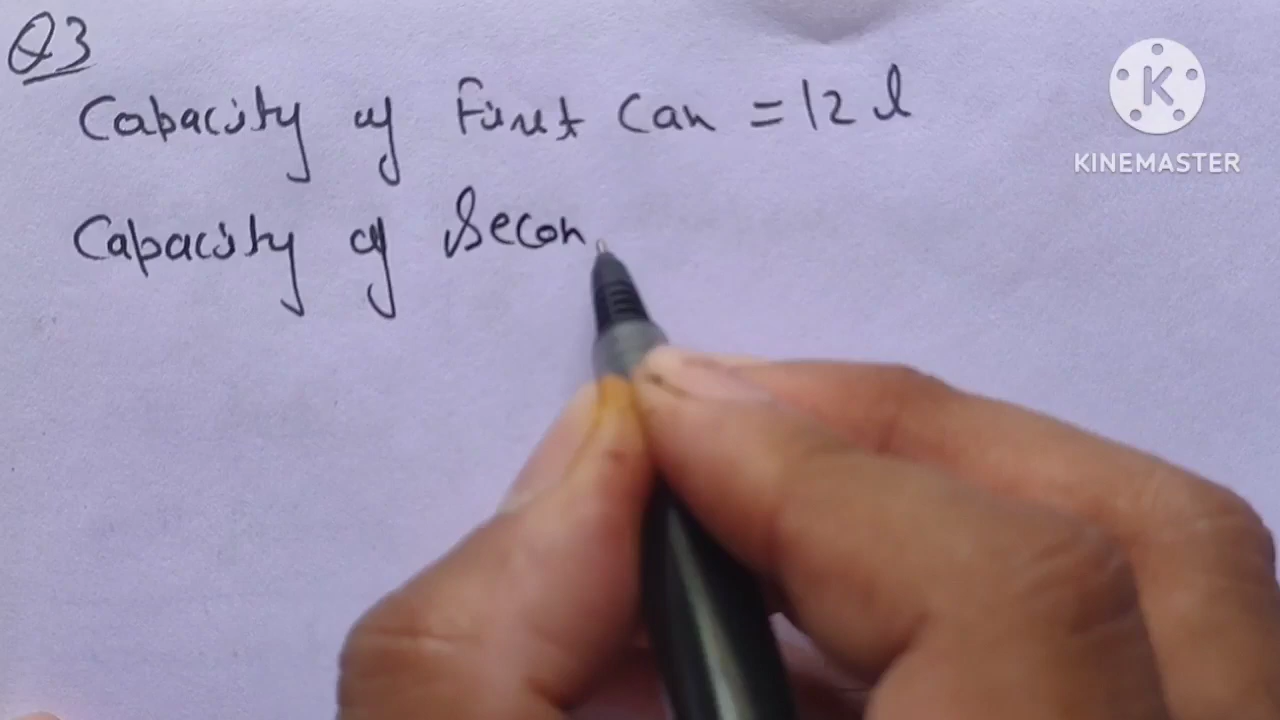 Q3
Capacity of First Can = 12 l
Capacity of Secon
K
KINEMASTER